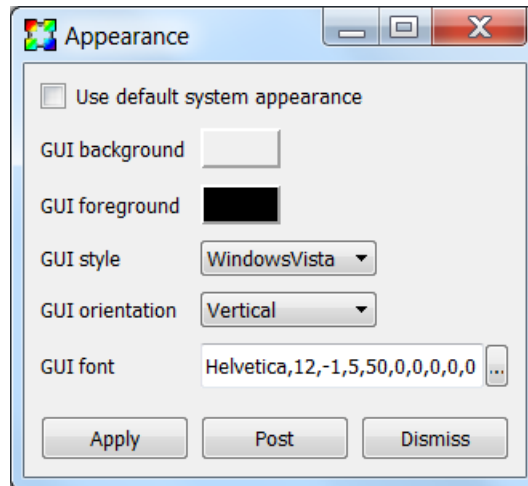 Appearance
Use default system appearance
GUI background
GUI foreground
GUI style WindowsVista
GUI orientation Vertical
GUI font Helvetica,12,-1,5,50,0,0,0,0,0 ...
Apply Post Dismiss